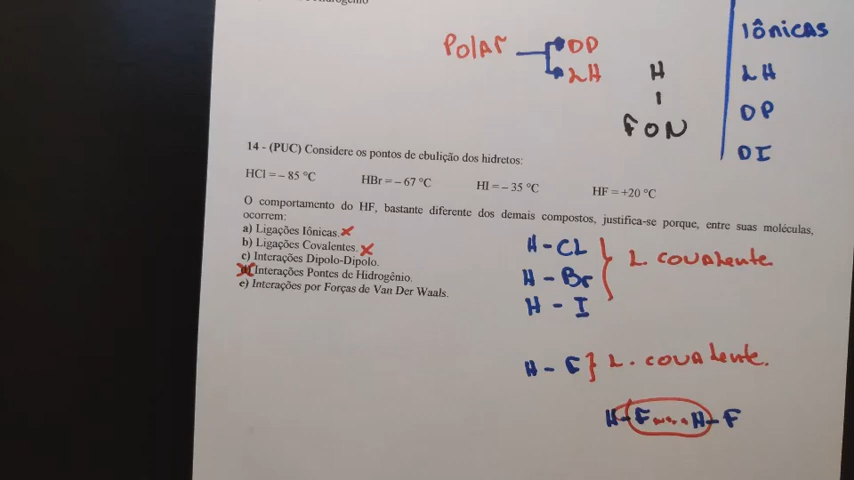 Polar
DD
LH
H
FON
Iônicas
LH
DP
DI
14 - (PUC) Considere os pontos de ebulição dos hidretos:
HCl = – 85 °C HBr = – 67 °C HI = – 35 °C HF = +20 °C
O comportamento do HF, bastante diferente dos demais compostos, justifica-se porque, entre suas moléculas,
ocorrem:
a) Ligações Iônicas.
b) Ligações Covalentes.
c) Interações Dipolo-Dipolo.
d) Interações Pontes de Hidrogênio.
e) Interações por Forças de Van Der Waals.
H - CL
H - Br
H - I
L. covalente
H - F } L. covalente.
H-F....H-F